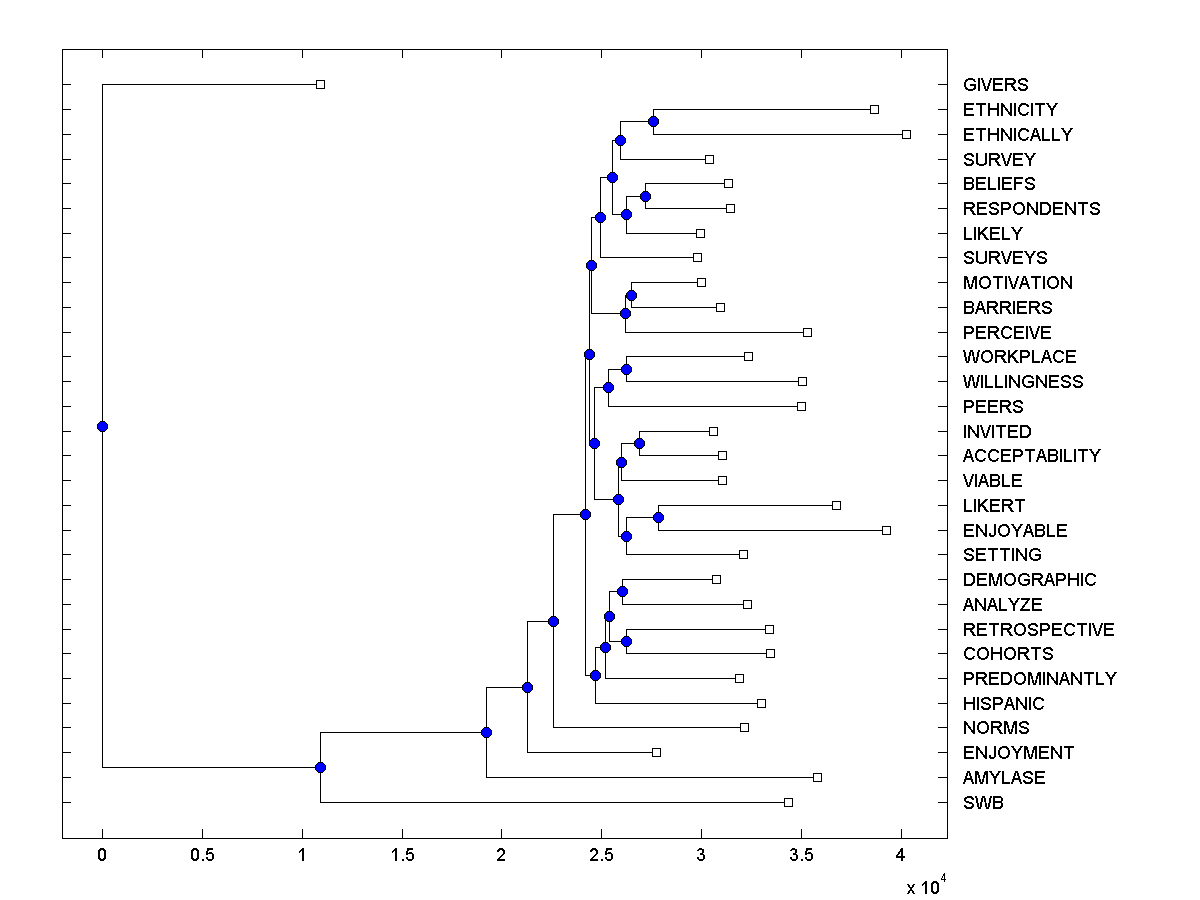 GIVERS
ETHNICITY
ETHNICALLY
SURVEY
BELIEFS
RESPONDENTS
LIKELY
SURVEYS
MOTIVATION
BARRIERS
PERCEIVE
WORKPLACE
WILLINGNESS
PEERS
INVITED
ACCEPTABILITY
VIABLE
LIKERT
ENJOYABLE
SETTING
DEMOGRAPHIC
ANALYZE
RETROSPECTIVE
COHORTS
PREDOMINANTLY
HISPANIC
NORMS
ENJOYMENT
AMYLASE
SWB
0 0.5 1 1.5 2 2.5 3 3.5 4
x 10^4